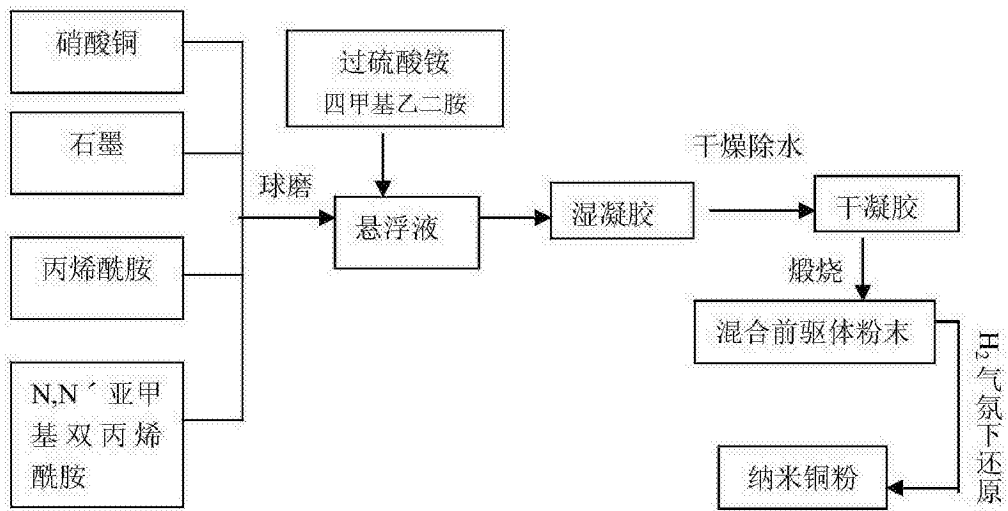 硝酸铜
石墨
丙烯酰胺
N,N´亚甲
基双丙烯
酰胺
球磨
过硫酸铵
四甲基乙二胺
悬浮液
湿凝胶
干燥除水
干凝胶
煅烧
混合前驱体粉末
H₂气氛下还原
纳米铜粉